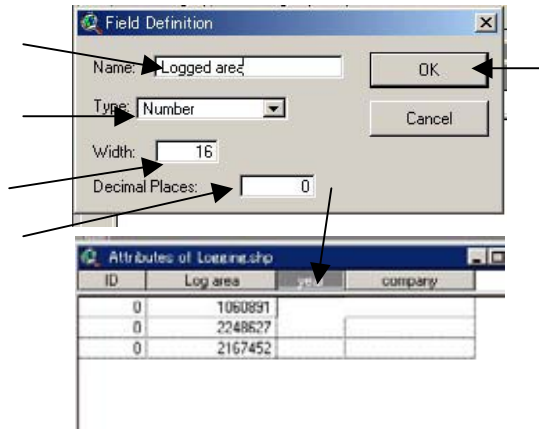 Field Definition
Name: Logged area
OK
Type: Number
Cancel
Width: 16
Decimal Places: 0
Attributes of Logging.shp
ID Log area company
0 1060891
0 2248627
0 2167452